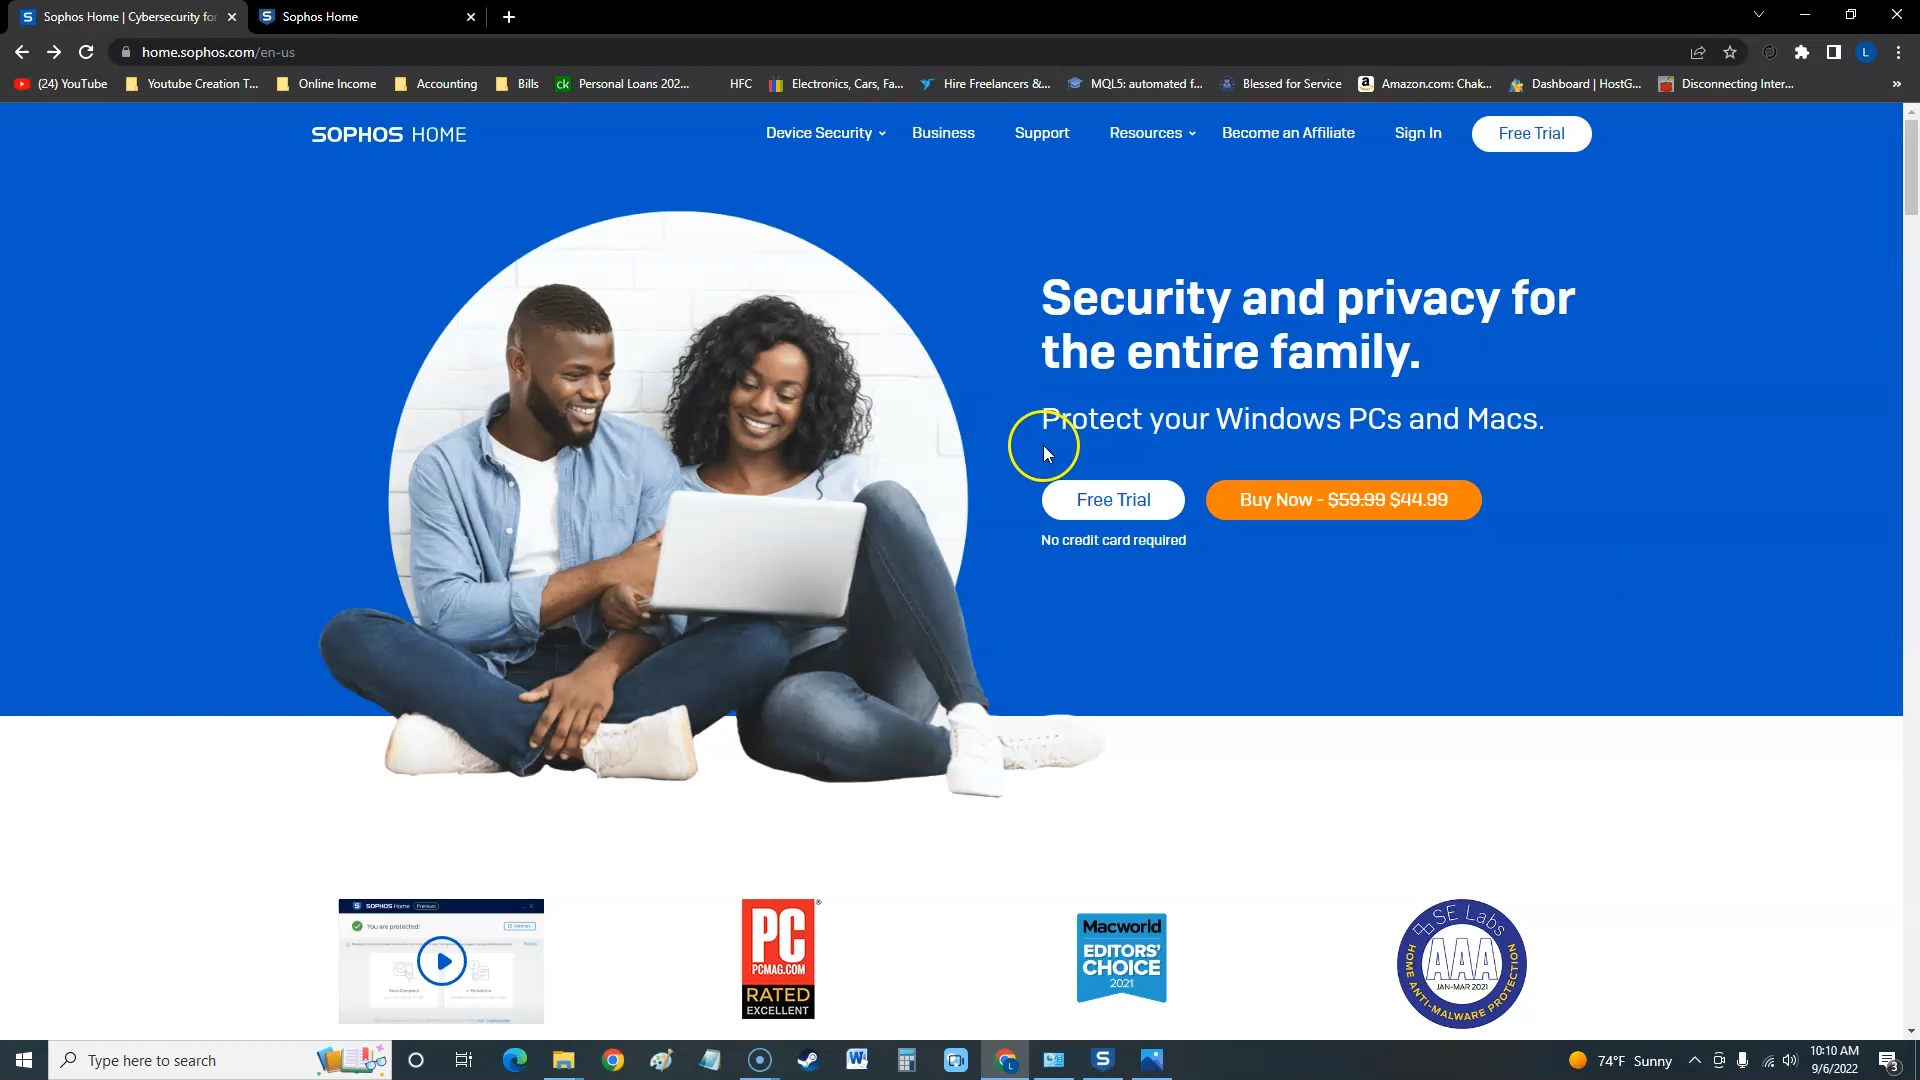 Sophos Home | Cybersecurity for
Sophos Home
home.sophos.com/en-us
(24) YouTube
Youtube Creation T...
Online Income
Accounting
Bills
ck Personal Loans 202...
HFC
Electronics, Cars, Fa...
Hire Freelancers &...
MQL5: automated f...
Blessed for Service
Amazon.com: Chak...
Dashboard | HostG...
Disconnecting Inter...
»
L
SOPHOS HOME
Device Security
Business
Support
Resources
Become an Affiliate
Sign In
Free Trial
Security and privacy for
the entire family.
Protect your Windows PCs and Macs.
Free Trial
Buy Now - $59.99 $44.99
No credit card required
SOPHOS Home Premium
You are protected!
Settings
PC
PCMAG.COM
RATED
EXCELLENT
®
Macworld
EDITORS'
CHOICE
2021
SE Labs
AAA
JAN-MAR 2021
HOME ANTI-MALWARE PROTECTION
Type here to search
74°F Sunny
10:10 AM
9/6/2022
3